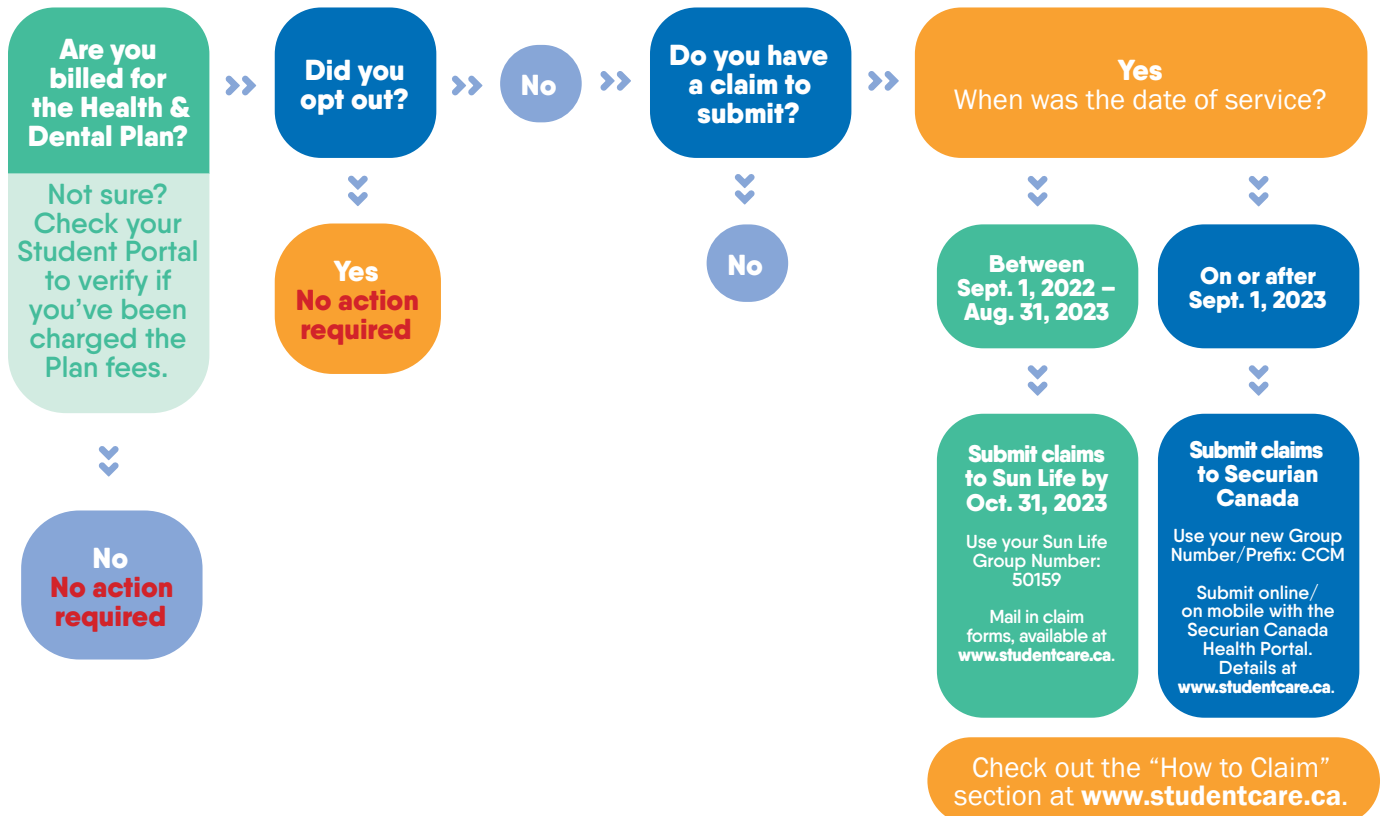 Are you
billed for
the Health &
Dental Plan?
Not sure?
Check your
Student Portal
to verify if
you've been
charged the
Plan fees.
No
No action
required
Did you
opt out?
Yes
No action
required
No
Do you have
a claim to
submit?
No
Yes
When was the date of service?
Between
Sept. 1, 2022 –
Aug. 31, 2023
Submit claims
to Sun Life by
Oct. 31, 2023
Use your Sun Life
Group Number:
50159
Mail in claim
forms, available at
www.studentcare.ca.
On or after
Sept. 1, 2023
Submit claims
to Securian
Canada
Use your new Group
Number/Prefix: CCM
Submit online/
on mobile with the
Securian Canada
Health Portal.
Details at
www.studentcare.ca.
Check out the “How to Claim”
section at www.studentcare.ca.